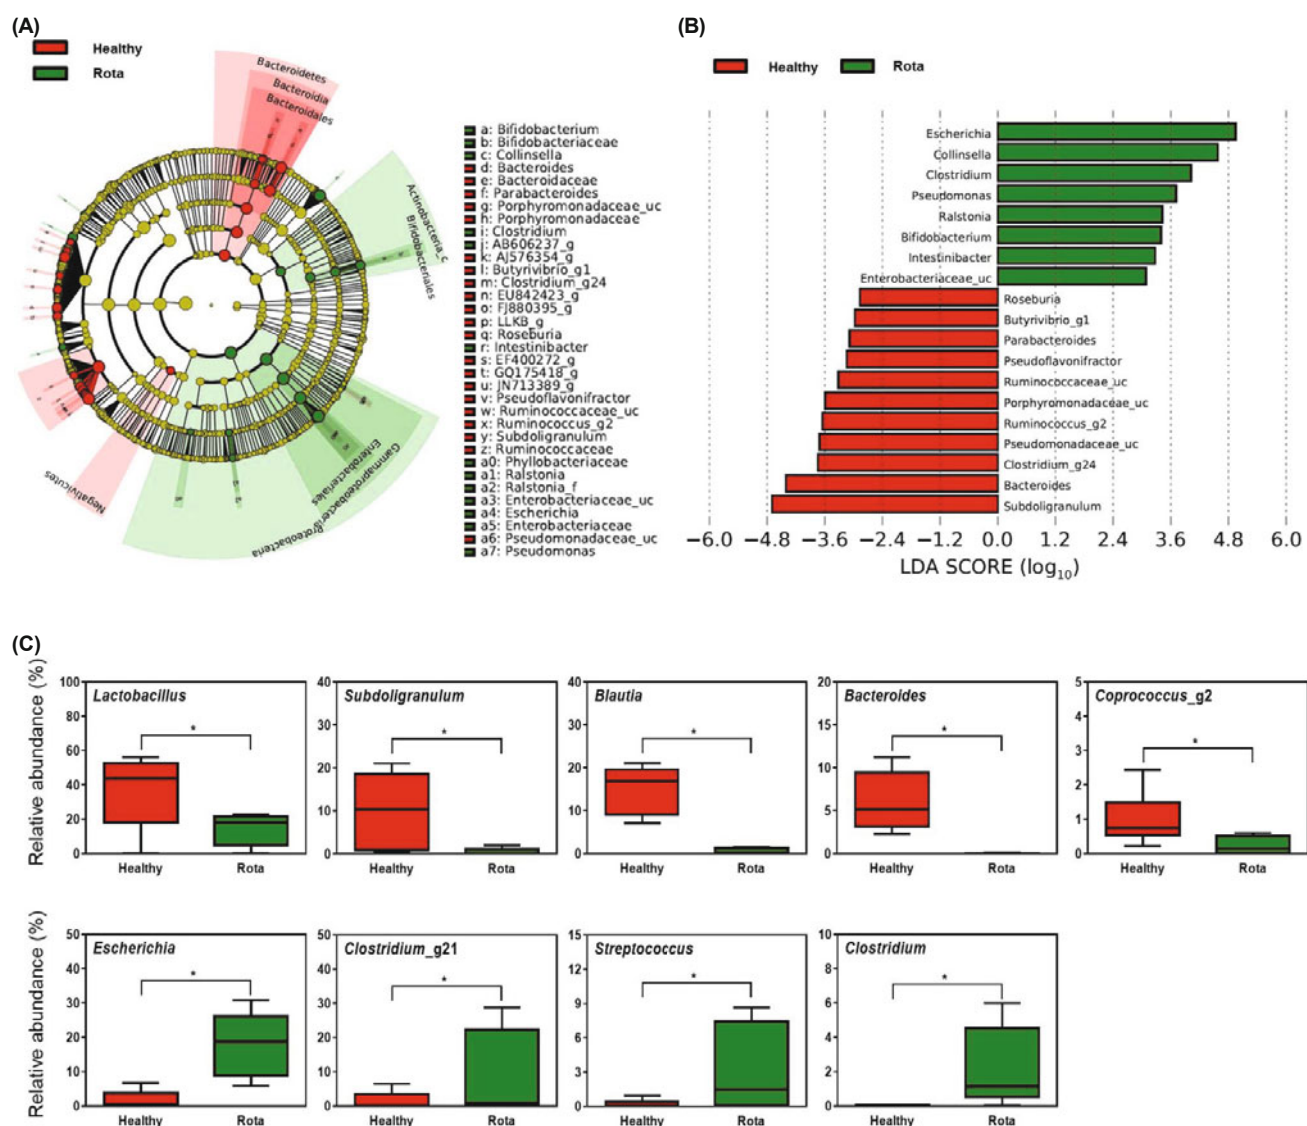 (A)
Healthy
Rota
Bacteroidetes
Bacteroidia
Bacteroidales
Actinobacteria_c
Bifidobacteriales
Negativicutes
Enterobacteriales
Gammaproteobacteria
Proteobacteria
a: Bifidobacterium
b: Bifidobacteriaceae
c: Collinsella
d: Bacteroides
e: Bacteroidaceae
f: Parabacteroides
g: Porphyromonadaceae_uc
h: Porphyromonadaceae
i: Clostridium
j: AB606237_g
k: AJ576354_g
l: Butyrivibrio_g1
m: Clostridium_g24
n: EU842423_g
o: FJ880395_g
p: LLKB_g
q: Roseburia
r: Intestinibacter
s: EF400272_g
t: GQ175418_g
u: JN713389_g
v: Pseudoflavonifractor
w: Ruminococcaceae_uc
x: Ruminococcus_g2
y: Subdoligranulum
z: Ruminococcaceae
a0: Phyllobacteriaceae
a1: Ralstonia
a2: Ralstonia_f
a3: Enterobacteriaceae_uc
a4: Escherichia
a5: Enterobacteriaceae
a6: Pseudomonadaceae_uc
a7: Pseudomonas
(B)
Healthy Rota
Escherichia
Collinsella
Clostridium
Pseudomonas
Ralstonia
Bifidobacterium
Intestinibacter
Enterobacteriaceae_uc
Roseburia
Butyrivibrio_g1
Parabacteroides
Pseudoflavonifractor
Ruminococcaceae_uc
Porphyromonadaceae_uc
Ruminococcus_g2
Pseudomonadaceae_uc
Clostridium_g24
Bacteroides
Subdoligranulum
−6.0 −4.8 −3.6 −2.4 −1.2 0.0 1.2 2.4 3.6 4.8 6.0
LDA SCORE (log10)
(C)
Relative abundance (%)
100
80
60
40
20
0
Lactobacillus
*
Healthy Rota
40
30
20
10
0
Subdoligranulum
*
Healthy Rota
40
30
20
10
0
Blautia
*
Healthy Rota
20
15
10
5
0
Bacteroides
*
Healthy Rota
5
4
3
2
1
0
Coprococcus_g2
*
Healthy Rota
Relative abundance (%)
50
40
30
20
10
0
Escherichia
*
Healthy Rota
50
40
30
20
10
0
Clostridium_g21
*
Healthy Rota
15
12
9
6
3
0
Streptococcus
*
Healthy Rota
10
8
6
4
2
0
Clostridium
*
Healthy Rota